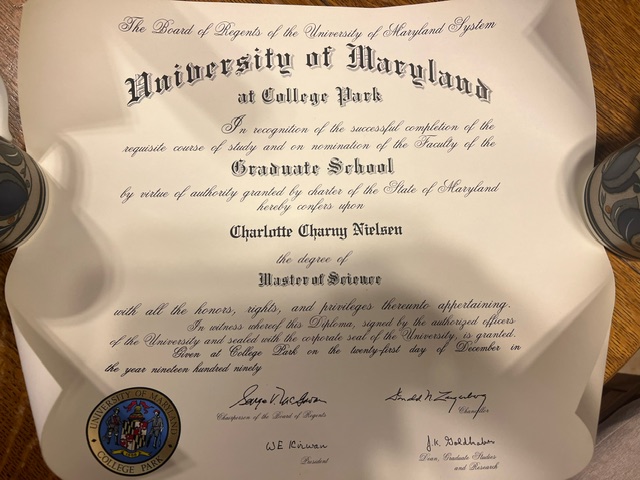 The Board of Regents of the University of Maryland System
University of Maryland
at College Park
In recognition of the successful completion of the
requisite course of study and on nomination of the Faculty of the
Graduate School
by virtue of authority granted by charter of the State of Maryland
hereby confers upon
Charlotte Charny Nielsen
the degree of
Master of Science
with all the honors, rights, and privileges thereunto appertaining.
In witness whereof this Diploma, signed by the authorized officers
of the University and sealed with the corporate seal of the University, is granted.
Given at College Park on the twenty-first day of December in
the year nineteen hundred ninety
Chairperson of the Board of Regents
Chancellor
WE Kirwan
President
J.K. Goldhaber
Dean, Graduate Studies
and Research
UNIVERSITY OF MARYLAND
COLLEGE PARK